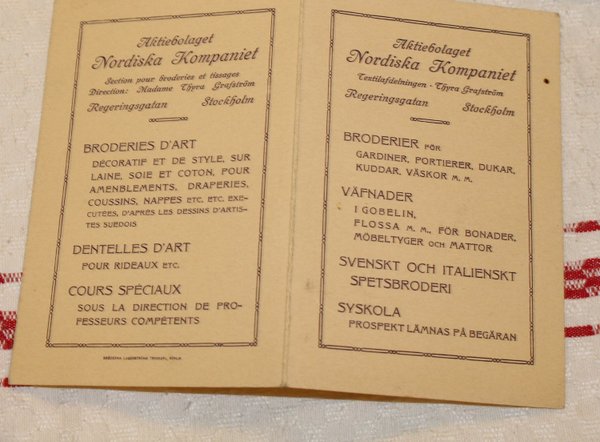 Aktiebolaget
Nordiska Kompaniet
Section pour broderies et tissages
Direction: Madame Thyra Grafström
Regeringsgatan Stockholm
BRODERIES D'ART
DÉCORATIF ET DE STYLE, SUR
LAINE, SOIE ET COTON, POUR
AMENBLEMENTS, DRAPERIES,
COUSSINS, NAPPES ETC. ETC. EXE-
CUTÉES, D'APRÈS LES DESSINS D'ARTIS-
TES SUEDOIS
DENTELLES D'ART
POUR RIDEAUX ETC.
COURS SPÉCIAUX
SOUS LA DIRECTION DE PRO-
FESSEURS COMPÉTENTS
Aktiebolaget
Nordiska Kompaniet
Textilafdelningen - Thyra Grafström
Regeringsgatan Stockholm
BRODERIER FÖR
GARDINER, PORTIERER, DUKAR,
KUDDAR, VÄSKOR M. M.
VÄFNADER
I GOBELIN,
FLOSSA M. M., FÖR BONADER,
MÖBELTYGER OCH MATTOR
SVENSKT OCH ITALIENSKT
SPETSBRODERI
SYSKOLA
PROSPEKT LÄMNAS PÅ BEGÄRAN